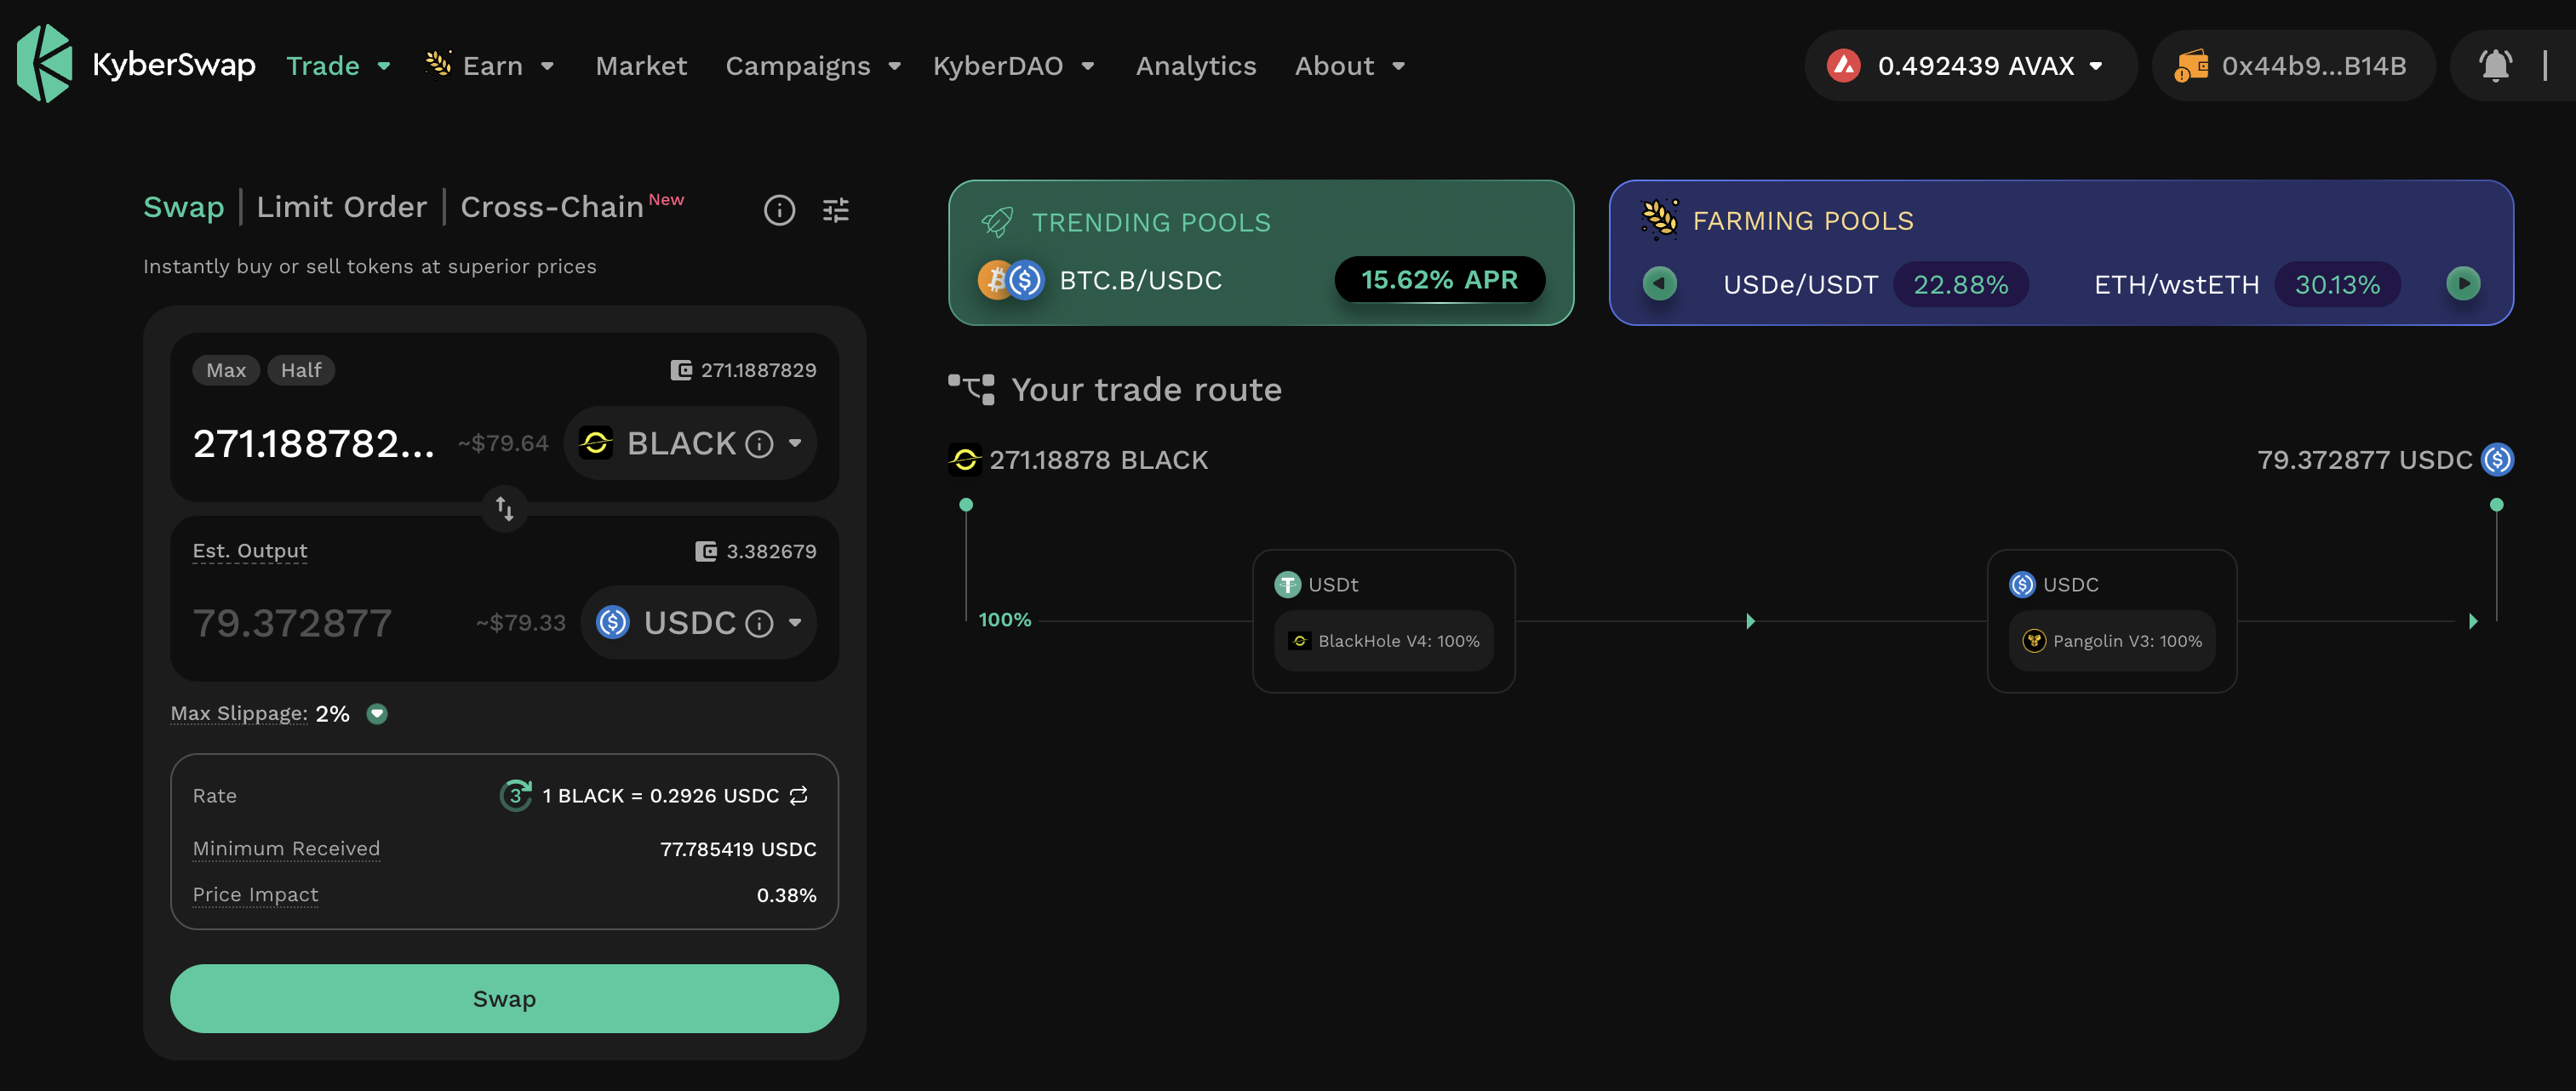 KyberSwap Trade Earn Market Campaigns KyberDAO Analytics About 0.492439 AVAX 0x44b9...B14B
Swap | Limit Order | Cross-Chain New
Instantly buy or sell tokens at superior prices
Max Half 271.1887829
271.188782... ~$79.64 BLACK
Est. Output 3.382679
79.372877 ~$79.33 USDC
Max Slippage: 2%
Rate 3 1 BLACK = 0.2926 USDC
Minimum Received 77.785419 USDC
Price Impact 0.38%
Swap
TRENDING POOLS
BTC.B/USDC 15.62% APR
FARMING POOLS
USDe/USDT 22.88% ETH/wstETH 30.13%
Your trade route
271.18878 BLACK 79.372877 USDC
100%
USDt
BlackHole V4: 100%
USDC
Pangolin V3: 100%